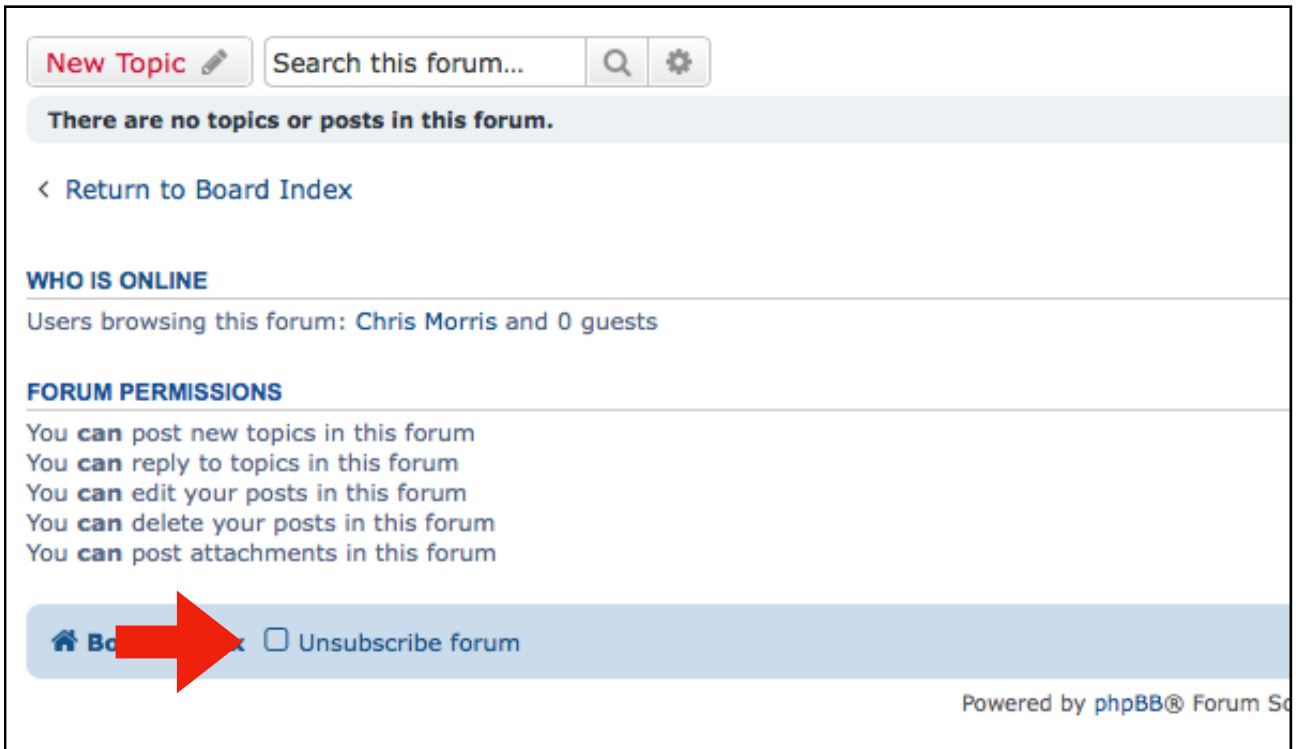 New Topic
Search this forum...
There are no topics or posts in this forum.
< Return to Board Index
WHO IS ONLINE
Users browsing this forum: Chris Morris and 0 guests
FORUM PERMISSIONS
You can post new topics in this forum
You can reply to topics in this forum
You can edit your posts in this forum
You can delete your posts in this forum
You can post attachments in this forum
Unsubscribe forum
Powered by phpBB® Forum